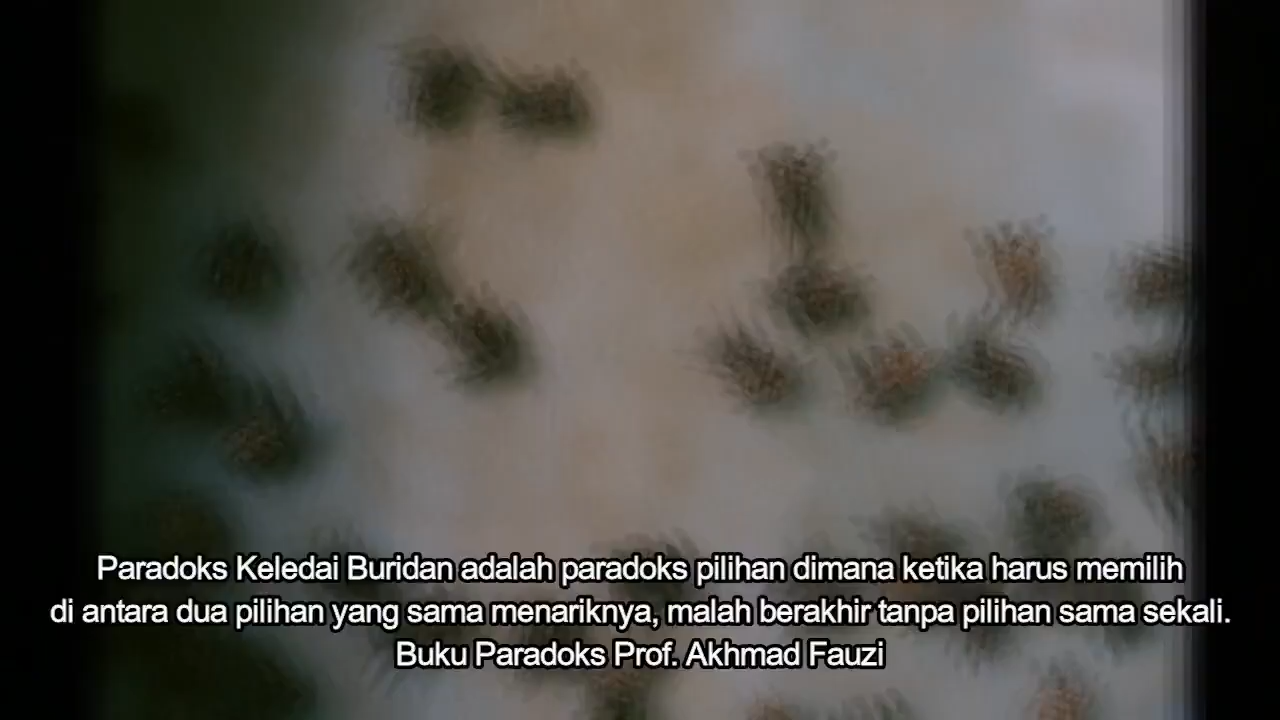 Paradoks Keledai Buridan adalah paradoks pilihan dimana ketika harus memilih
di antara dua pilihan yang sama menariknya, malah berakhir tanpa pilihan sama sekali.
Buku Paradoks Prof. Akhmad Fauzi